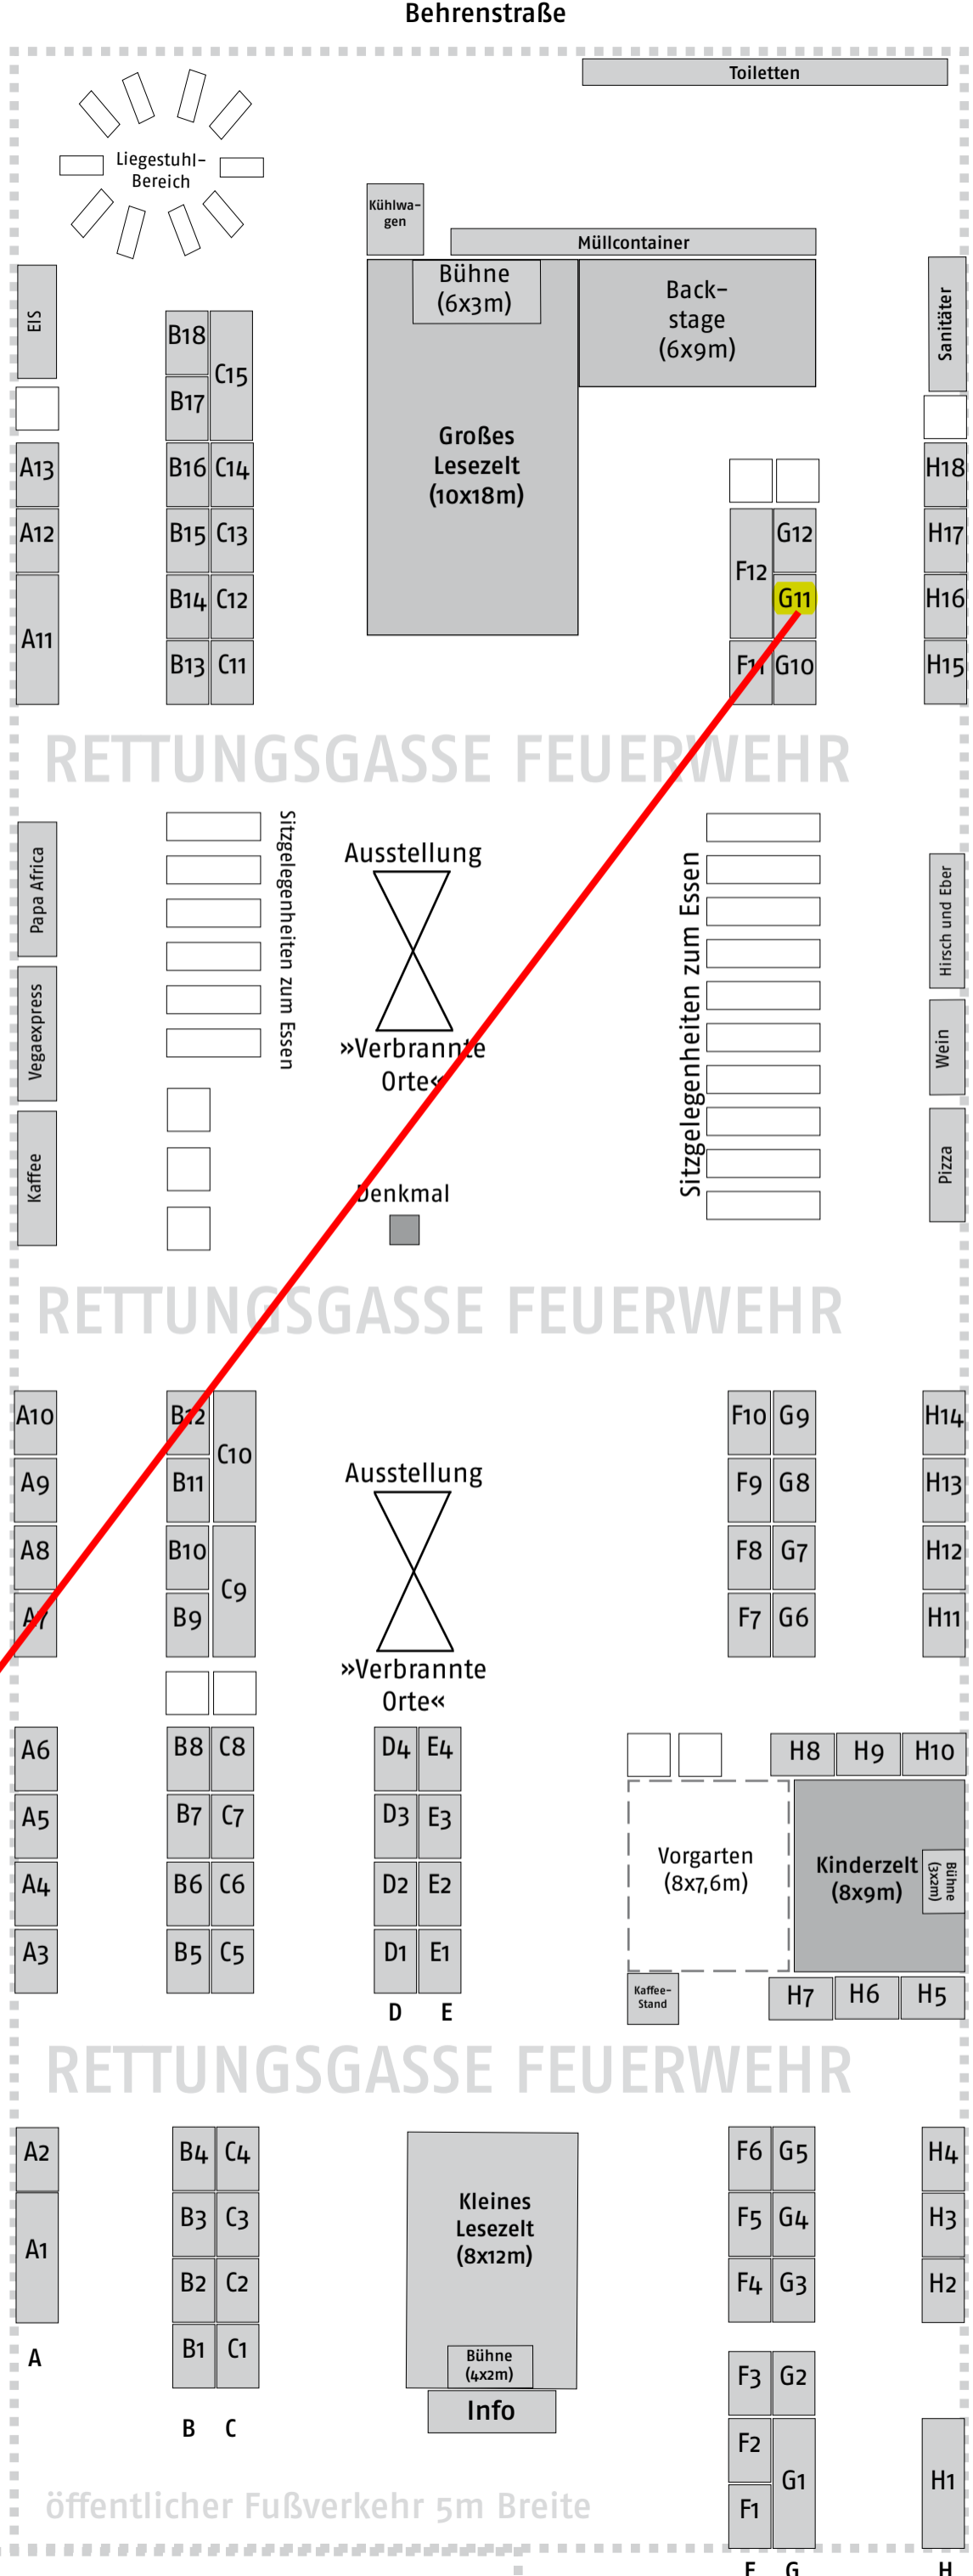 Behrenstraße
Toiletten
Liegestuhl-
Bereich
Kühlwa-
gen
Müllcontainer
Bühne
(6x3m)
Back-
stage
(6x9m)
EIS
Sanitäter
B18
C15
B17
Großes
Lesezelt
(10x18m)
A13
B16 C14
H18
A12
B15 C13
G12
H17
F12
B14 C12
G11
H16
A11
B13 C11
F11 G10
H15
RETTUNGSGASSE FEUERWEHR
Papa Africa
Vegaexpress
Kaffee
Sitzgelegenheiten zum Essen
Ausstellung
»Verbrannte
Orte«
Denkmal
Sitzgelegenheiten zum Essen
Hirsch und Eber
Wein
Pizza
RETTUNGSGASSE FEUERWEHR
A10
B12
F10 G9
H14
C10
A9
B11
F9 G8
H13
Ausstellung
A8
B10
F8 G7
H12
C9
A7
B9
F7 G6
H11
»Verbrannte
Orte«
A6
B8 C8
D4 E4
H8 H9 H10
A5
B7 C7
D3 E3
Vorgarten
(8x7,6m)
Kinderzelt
(8x9m)
Bühne
(3x2m)
A4
B6 C6
D2 E2
A3
B5 C5
D1 E1
Kaffee-
Stand
H7 H6 H5
D E
RETTUNGSGASSE FEUERWEHR
A2
B4 C4
F6 G5
H4
Kleines
Lesezelt
(8x12m)
B3 C3
F5 G4
H3
A1
B2 C2
F4 G3
H2
B1 C1
A
Bühne
(4x2m)
F3 G2
Info
B C
F2
G1
H1
F1
öffentlicher Fußverkehr 5m Breite
F G
H